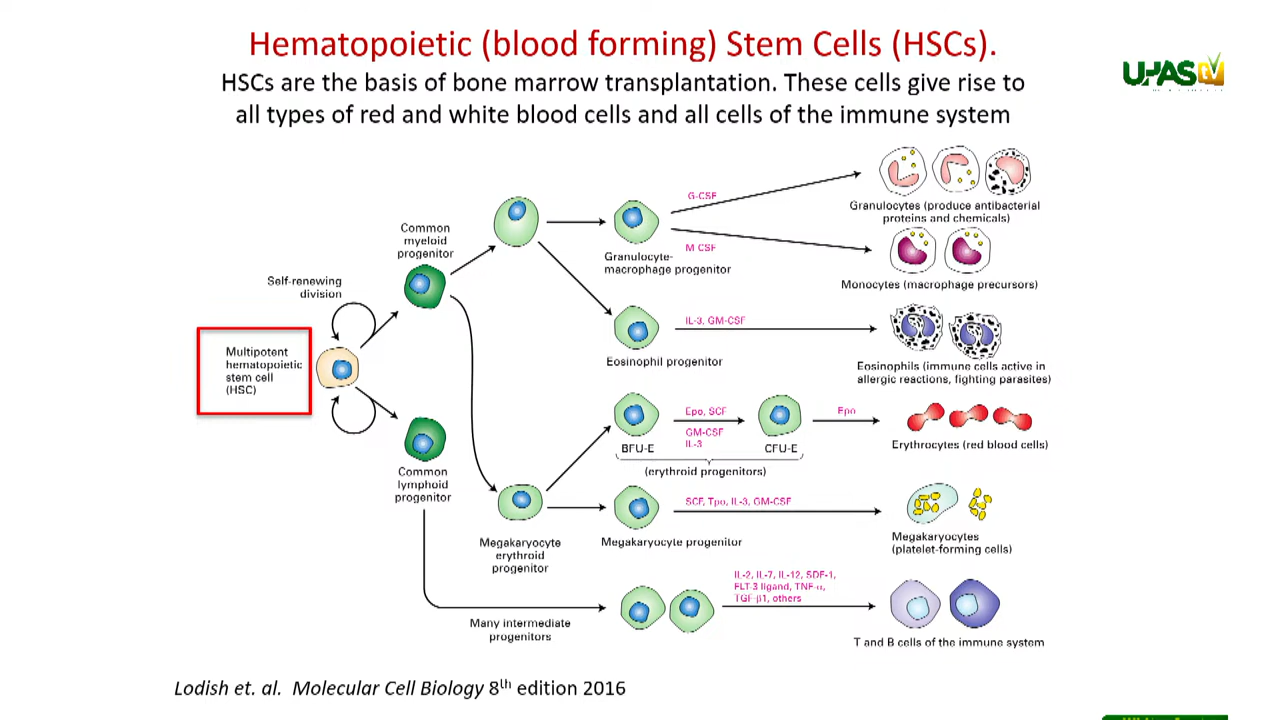 Hematopoietic (blood forming) Stem Cells (HSCs).
HSCs are the basis of bone marrow transplantation. These cells give rise to
all types of red and white blood cells and all cells of the immune system
UPAS
G-CSF
Granulocytes (produce antibacterial
proteins and chemicals)
Common
myeloid
progenitor
Granulocyte-
macrophage progenitor
M CSF
Monocytes (macrophage precursors)
Self-renewing
division
IL-3, GM-CSF
Eosinophil progenitor
Eosinophils (immune cells active in
allergic reactions, fighting parasites)
Multipotent
hematopoietic
stem cell
(HSC)
Epo, SCF
GM-CSF
IL-3
Epo
BFU-E
CFU-E
(erythroid progenitors)
Erythrocytes (red blood cells)
Common
lymphoid
progenitor
SCF, Tpo, IL-3, GM-CSF
Megakaryocyte
erythroid
progenitor
Megakaryocyte progenitor
Megakaryocytes
(platelet-forming cells)
IL-2, IL-7, IL-12, SDF-1,
FLT-3 ligand, TNF-α,
TGF-β1, others
Many intermediate
progenitors
T and B cells of the immune system
Lodish et. al. Molecular Cell Biology 8th edition 2016